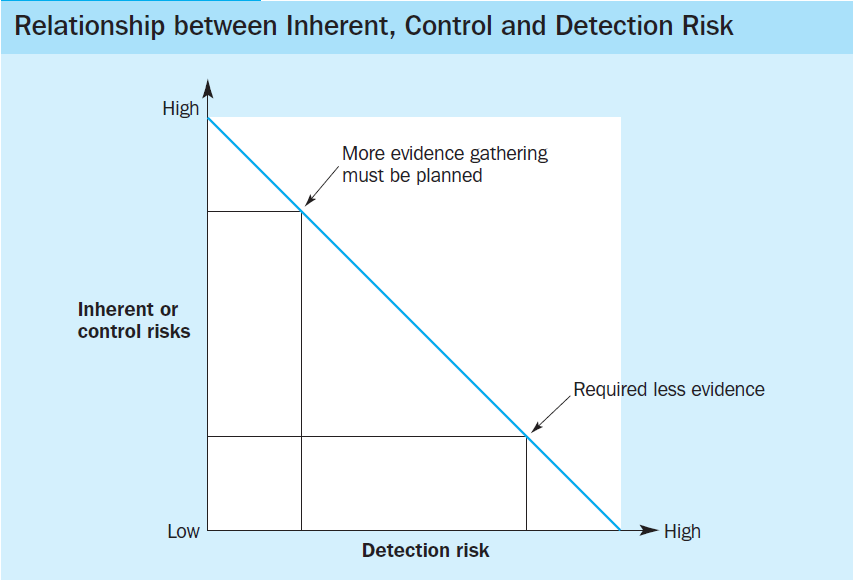 Relationship between Inherent, Control and Detection Risk
High
More evidence gathering
must be planned
Inherent or
control risks
Required less evidence
Low
High
Detection risk